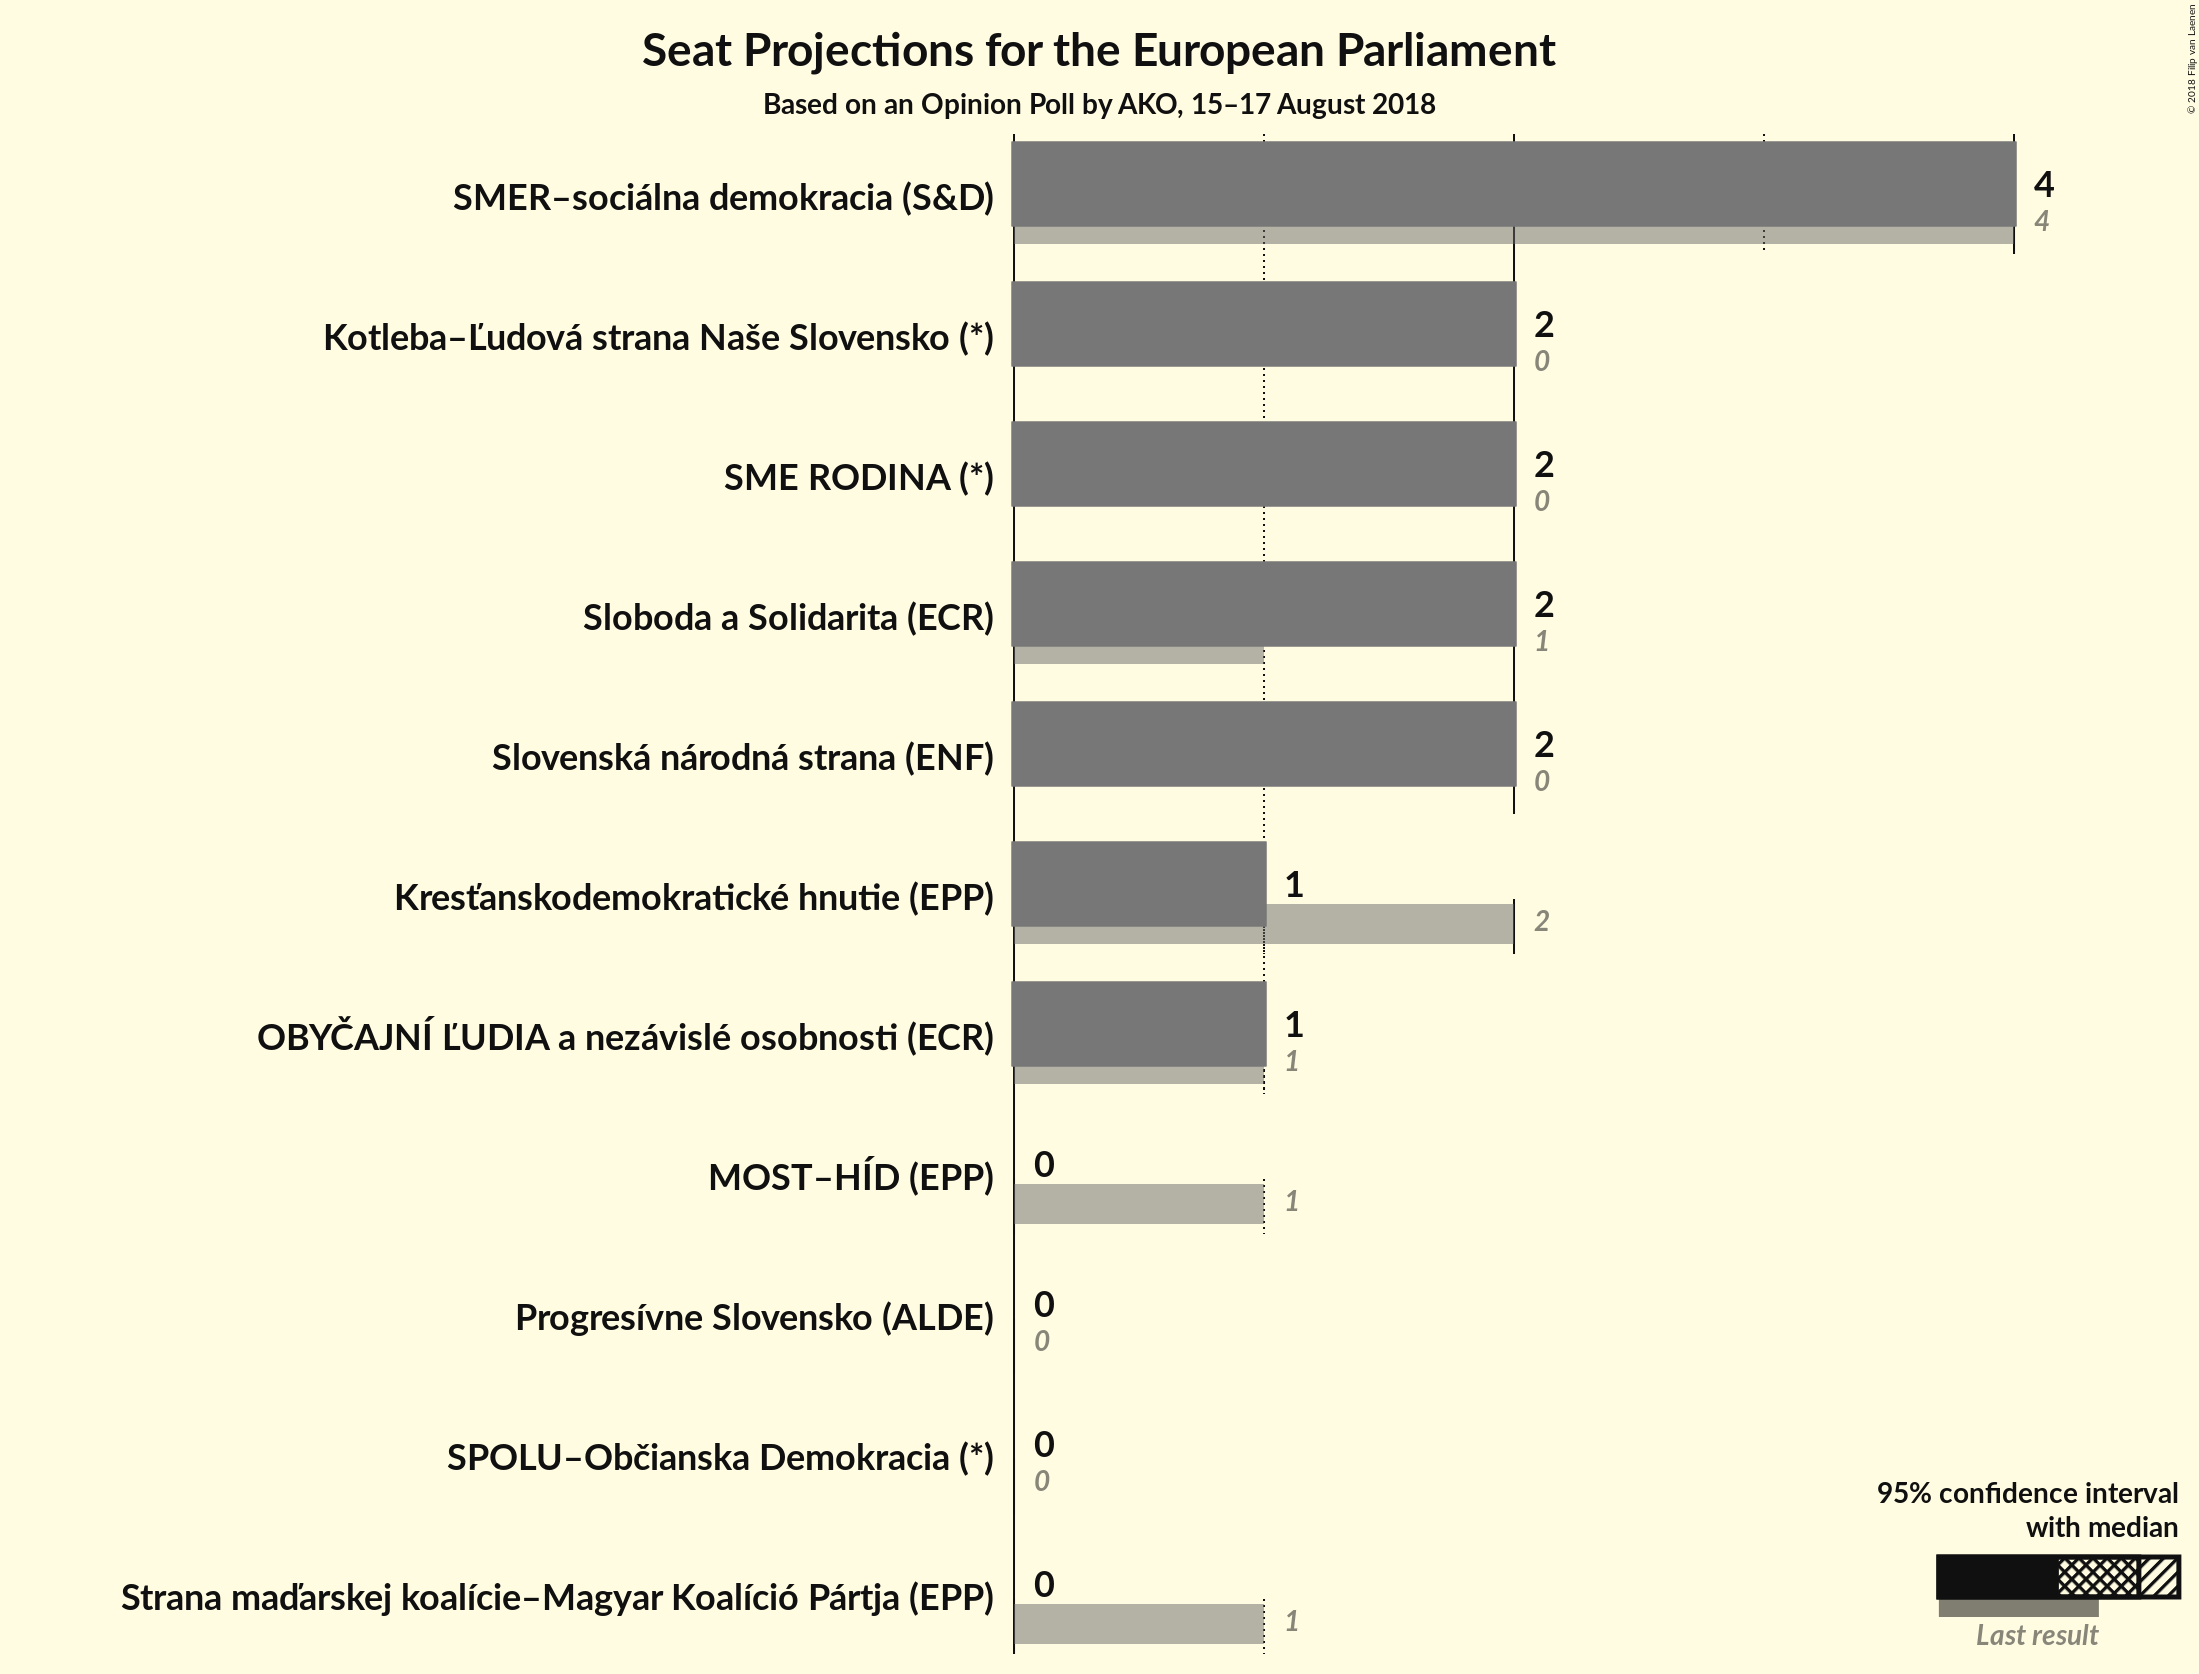 Seat Projections for the European Parliament
Based on an Opinion Poll by AKO, 15–17 August 2018
© 2018 Filip van Laenen
SMER–sociálna demokracia (S&D)
4
4
Kotleba–Ľudová strana Naše Slovensko (*)
2
0
SME RODINA (*)
2
0
Sloboda a Solidarita (ECR)
2
1
Slovenská národná strana (ENF)
2
0
Kresťanskodemokratické hnutie (EPP)
1
2
OBYČAJNÍ ĽUDIA a nezávislé osobnosti (ECR)
1
1
MOST–HÍD (EPP)
0
1
Progresívne Slovensko (ALDE)
0
0
SPOLU–Občianska Demokracia (*)
0
0
Strana maďarskej koalície–Magyar Koalíció Pártja (EPP)
0
1
95% confidence interval
with median
Last result